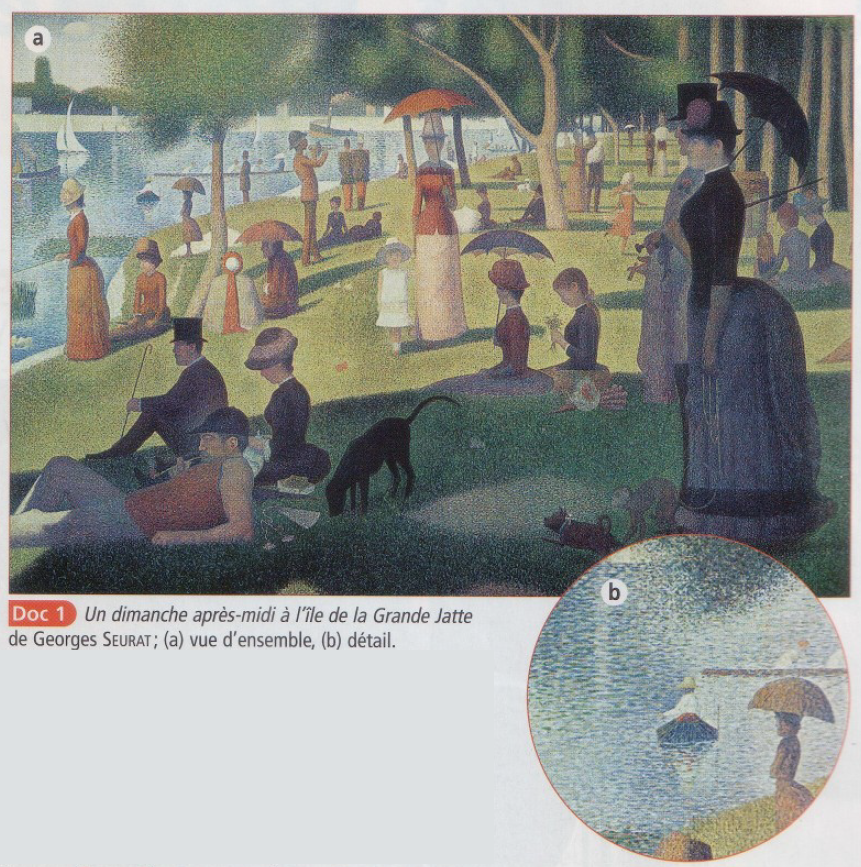 a
Doc 1 Un dimanche après-midi à l'île de la Grande Jatte
de Georges SEURAT ; (a) vue d'ensemble, (b) détail.
b